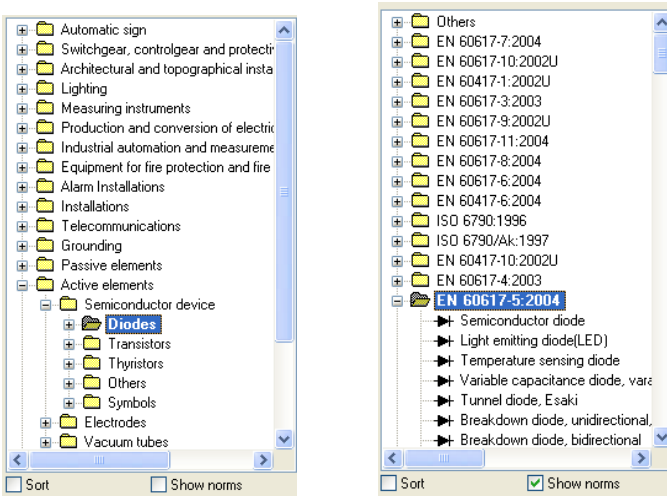 Automatic sign
Switchgear, controlgear and protecti
Architectural and topographical insta
Lighting
Measuring instruments
Production and conversion of electric
Industrial automation and measureme
Equipment for fire protection and fire
Alarm Installations
Installations
Telecommunications
Grounding
Passive elements
Active elements
Semiconductor device
Diodes
Transistors
Thyristors
Others
Symbols
Electrodes
Vacuum tubes
Sort
Show norms
Others
EN 60617-7:2004
EN 60617-10:2002U
EN 60417-1:2002U
EN 60617-3:2003
EN 60617-9:2002U
EN 60617-11:2004
EN 60617-8:2004
EN 60617-6:2004
EN 60417-6:2004
ISO 6790:1996
ISO 6790/Ak:1997
EN 60417-10:2002U
EN 60617-4:2003
EN 60617-5:2004
Semiconductor diode
Light emitting diode(LED)
Temperature sensing diode
Variable capacitance diode, vara
Tunnel diode, Esaki
Breakdown diode, unidirectional,
Breakdown diode, bidirectional
Sort
Show norms